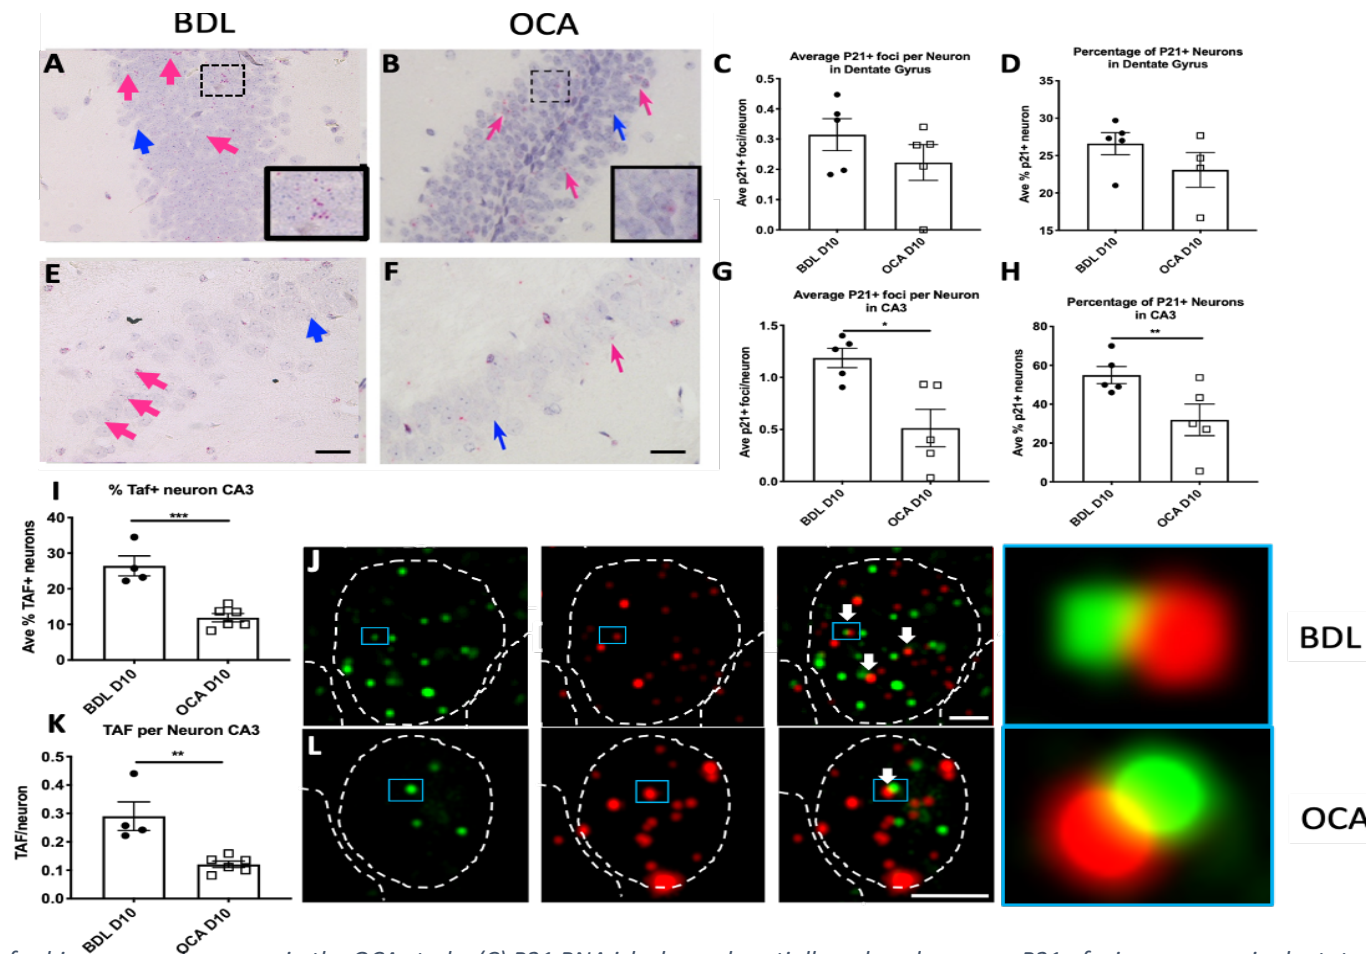 BDL
OCA
A
B
C
Average P21+ foci per Neuron
in Dentate Gyrus
Ave p21+ foci/neuron
0.5
0.4
0.3
0.2
0.1
0.0
BDL D10
OCA D10
D
Percentage of P21+ Neurons
in Dentate Gyrus
Ave % p21+ neuron
35
30
25
20
15
BDL D10
OCA D10
E
F
G
Average P21+ foci per Neuron
in CA3
Ave p21+ foci/neuron
1.5
1.0
0.5
0.0
*
BDL D10
OCA D10
H
Percentage of P21+ Neurons
in CA3
Ave % p21+ neurons
80
60
40
20
0
**
BDL D10
OCA D10
I
% Taf+ neuron CA3
Ave % TAF+ neurons
40
30
20
10
0
***
BDL D10
OCA D10
J
BDL
K
TAF per Neuron CA3
TAF/neuron
0.5
0.4
0.3
0.2
0.1
0.0
**
BDL D10
OCA D10
L
OCA